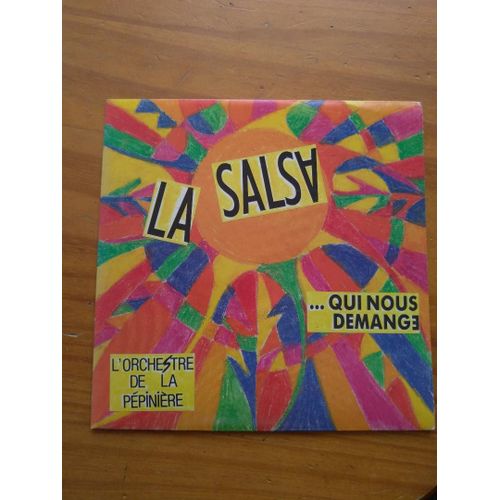 LA SALSA
... QUI NOUS
DEMANGE
L'ORCHESTRE
DE LA
PÉPINIÈRE